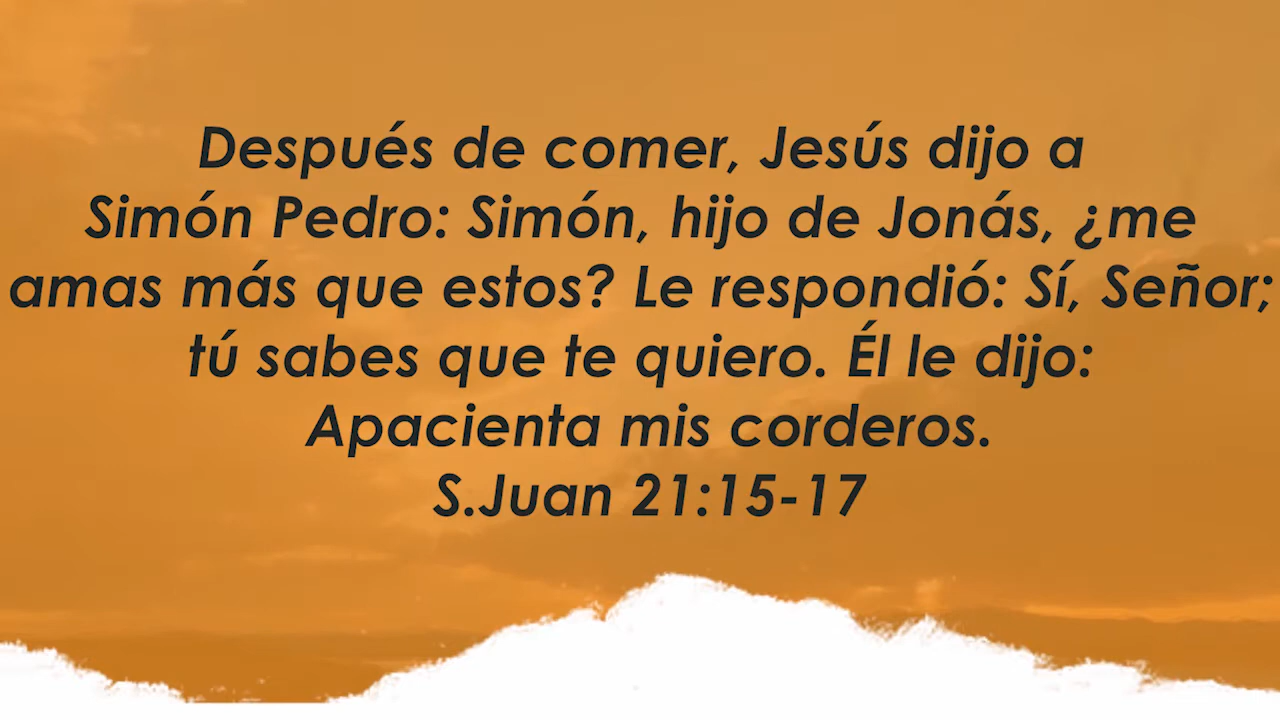 Después de comer, Jesús dijo a
Simón Pedro: Simón, hijo de Jonás, ¿me
amas más que estos? Le respondió: Sí, Señor;
tú sabes que te quiero. Él le dijo:
Apacienta mis corderos.
S.Juan 21:15-17